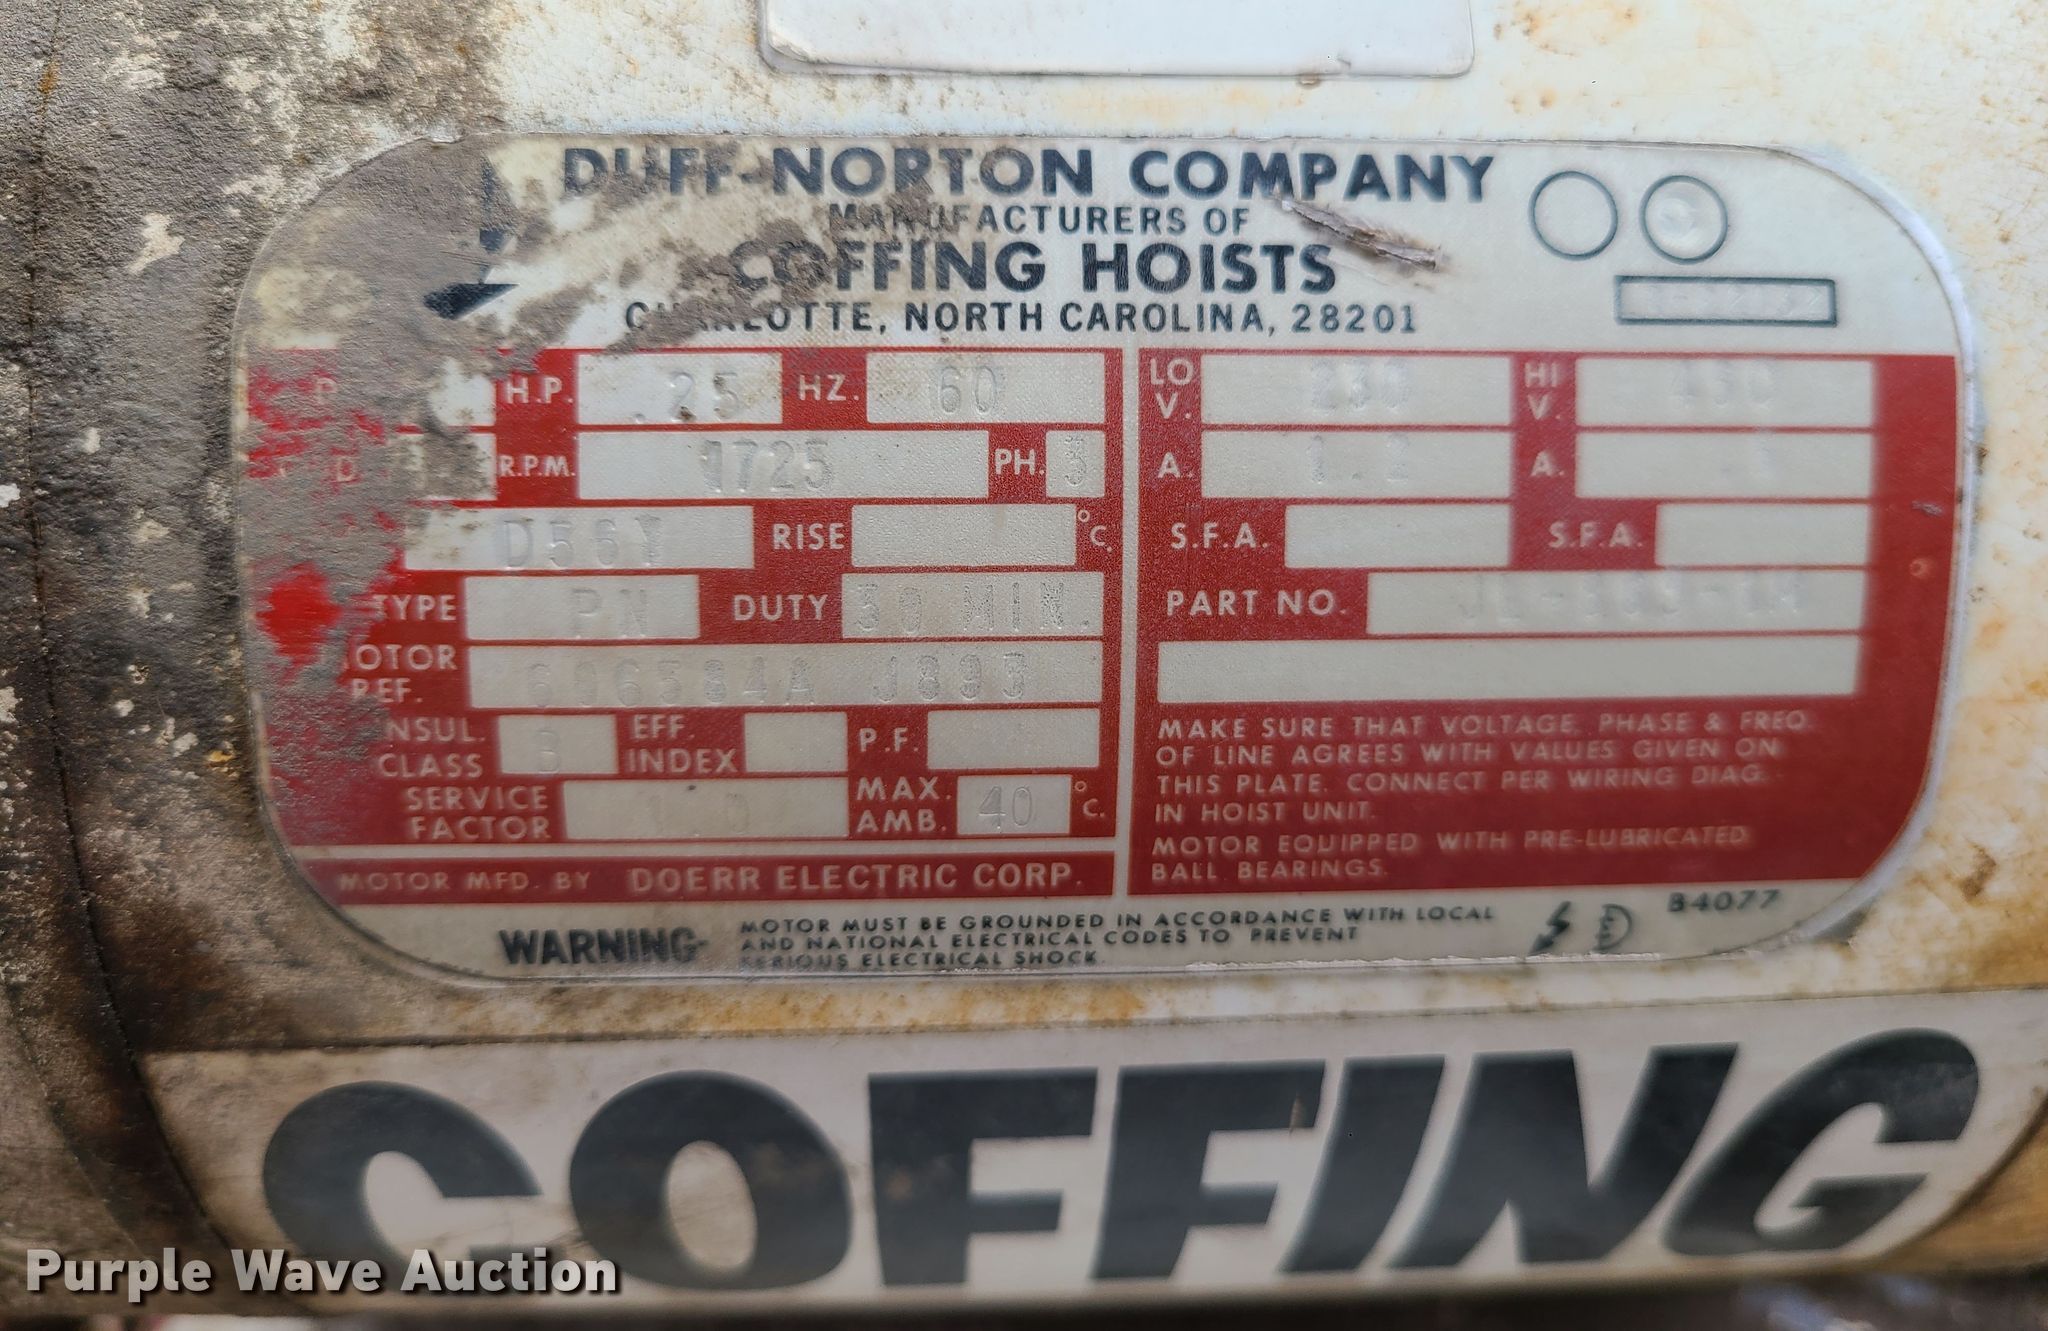 DUFF-NORTON COMPANY
MANUFACTURERS OF
COFFING HOISTS
CHARLOTTE, NORTH CAROLINA, 28201
H.P. .25 HZ. 60
R.P.M. 1725 PH. 3
D56Y RISE °C.
TYPE PN DUTY 30 MIN.
MOTOR REF. J893
INSUL. CLASS B EFF. INDEX P.F.
SERVICE FACTOR 1.0 MAX. AMB. 40 °C.
MOTOR MFD. BY DOERR ELECTRIC CORP.
LO V. 230 HI V. 460
A. 1.2 A.
S.F.A. S.F.A.
PART NO.
MAKE SURE THAT VOLTAGE, PHASE & FREQ.
OF LINE AGREES WITH VALUES GIVEN ON
THIS PLATE. CONNECT PER WIRING DIAG.
IN HOIST UNIT.
MOTOR EQUIPPED WITH PRE-LUBRICATED
BALL BEARINGS.
WARNING- MOTOR MUST BE GROUNDED IN ACCORDANCE WITH LOCAL
AND NATIONAL ELECTRICAL CODES TO PREVENT
SERIOUS ELECTRICAL SHOCK.
84077
COFFING
Purple Wave Auction